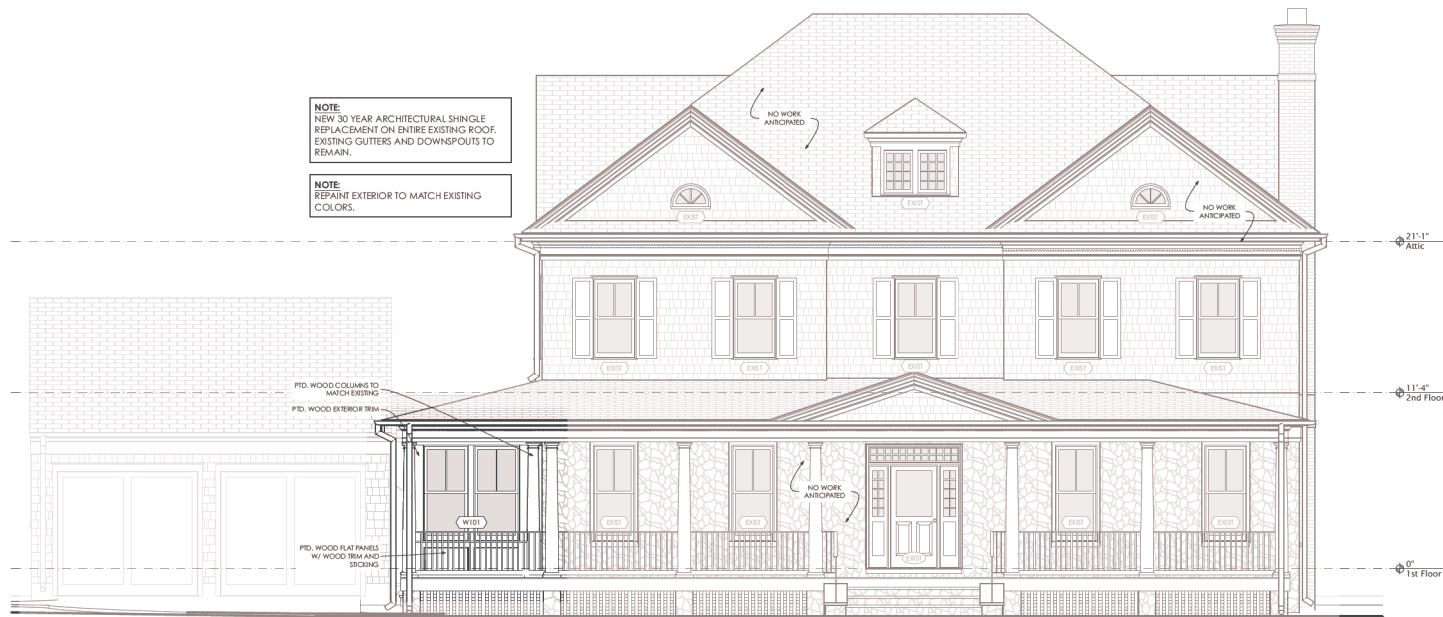 NOTE:
NEW 30 YEAR ARCHITECTURAL SHINGLE
REPLACEMENT ON ENTIRE EXISTING ROOF.
EXISTING GUTTERS AND DOWNSPOUTS TO
REMAIN.
NOTE:
REPAINT EXTERIOR TO MATCH EXISTING
COLORS.
NO WORK
ANTICIPATED
EXIST
EXIST
EXIST
NO WORK
ANTICIPATED
21'-1"
Attic
EXIST
EXIST
EXIST
EXIST
EXIST
PTD. WOOD COLUMNS TO
MATCH EXISTING
11'-4"
2nd Floor
PTD. WOOD EXTERIOR TRIM
NO WORK
ANTICIPATED
W101
EXIST
EXIST
EXIST
EXIST
PTD. WOOD FLAT PANELS
W/ WOOD TRIM AND
STICKING
EXIST
0"
1st Floor